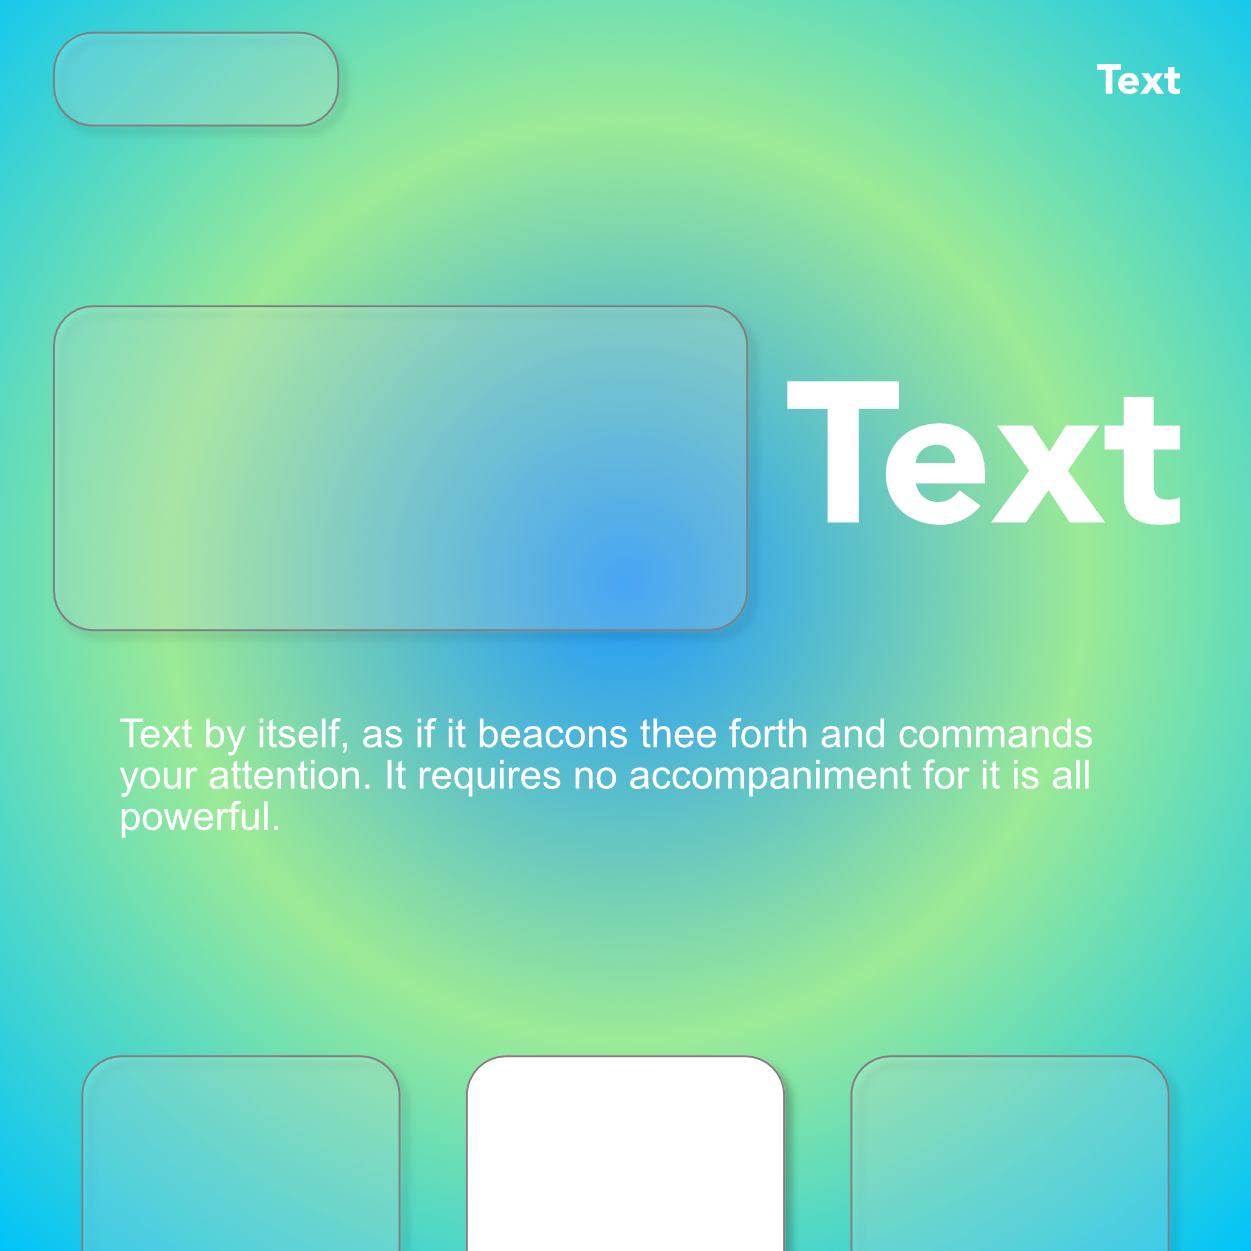 Text
Text
Text by itself, as if it beacons thee forth and commands
your attention. It requires no accompaniment for it is all
powerful.